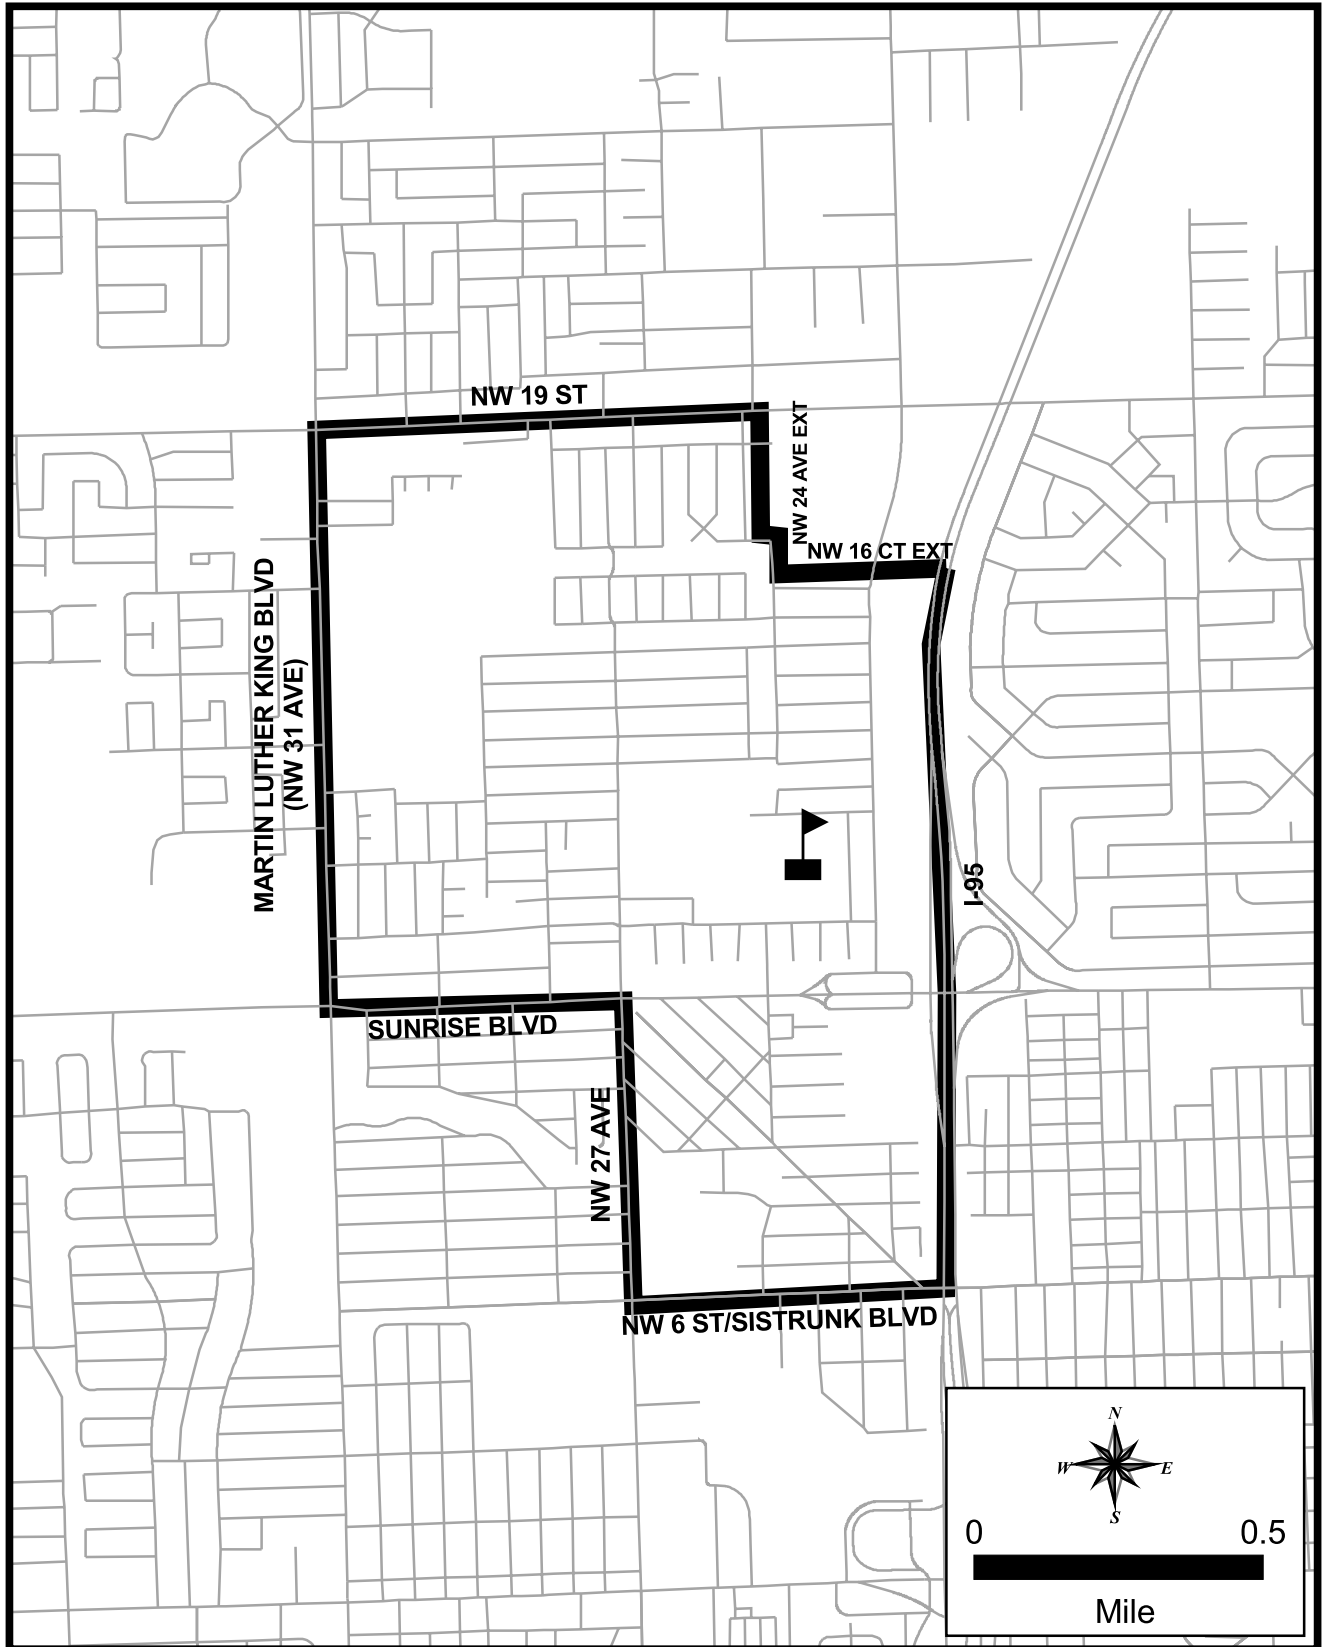 NW 19 ST
NW 24 AVE EXT
NW 16 CT EXT
MARTIN LUTHER KING BLVD
(NW 31 AVE)
I-95
SUNRISE BLVD
NW 27 AVE
NW 6 ST/SISTRUNK BLVD
N
W E
S
0 0.5
Mile